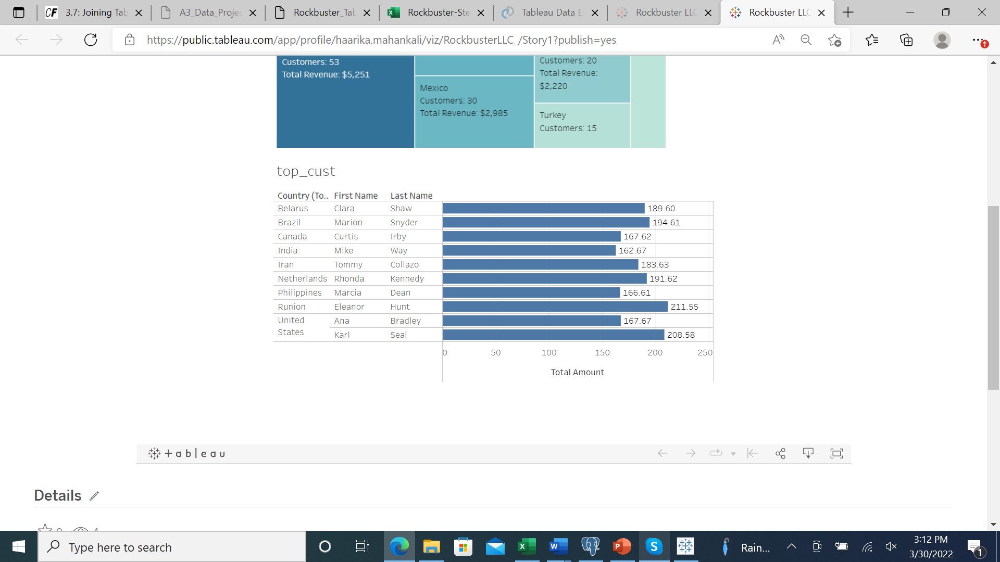 3.7: Joining Tab
A3_Data_Projec
Rockbuster_Tab
Rockbuster-Ste
Tableau Data E
Rockbuster LLC
Rockbuster LLC
https://public.tableau.com/app/profile/haarika.mahankali/viz/RockbusterLLC_/Story1?publish=yes
Customers: 53
Total Revenue: $5,251
Mexico
Customers: 30
Total Revenue: $2,985
Customers: 20
Total Revenue:
$2,220
Turkey
Customers: 15
top_cust
Country (To.. First Name Last Name
Belarus Clara Shaw 189.60
Brazil Marion Snyder 194.61
Canada Curtis Irby 167.62
India Mike Way 162.67
Iran Tommy Collazo 183.63
Netherlands Rhonda Kennedy 191.62
Philippines Marcia Dean 166.61
Runion Eleanor Hunt 211.55
United States Ana Bradley 167.67
Karl Seal 208.58
0 50 100 150 200 250
Total Amount
+ableau
Details
Type here to search
Rain...
3:12 PM
3/30/2022
1